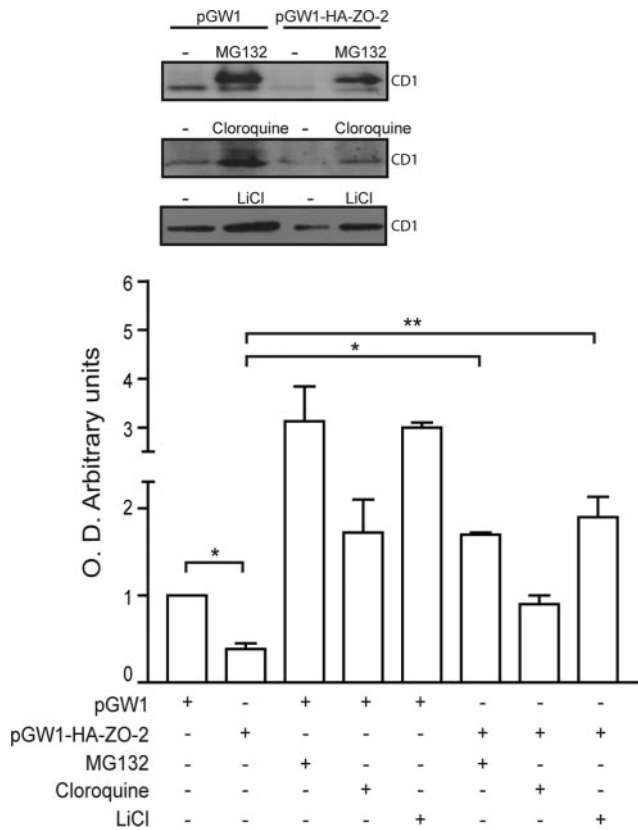 pGW1 pGW1-HA-ZO-2
- MG132 - MG132
CD1
- Cloroquine - Cloroquine
CD1
- LiCl - LiCl
CD1
O. D. Arbitrary units
6
5
4
3
2
1
0
**
*
*
pGW1 + - + + + - - -
pGW1-HA-ZO-2 - + - - - + + +
MG132 - - + - - + - -
Cloroquine - - - + - - + -
LiCl - - - - + - - +